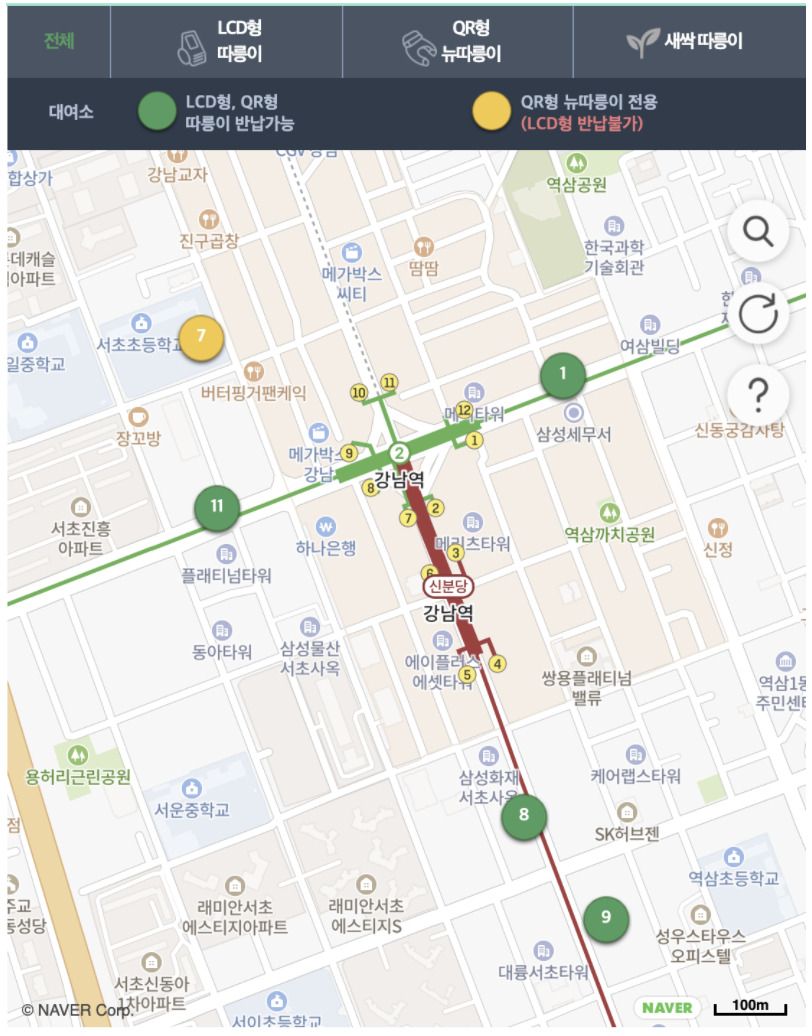 전체
LCD형
따릉이
QR형
뉴따릉이
새싹 따릉이
대여소
LCD형, QR형
따릉이 반납가능
QR형 뉴따릉이 전용
(LCD형 반납불가)
합상가
강남교자
역삼공원
진구곱창
데캐슬
아파트
메가박스
씨티
땀땀
한국과학
기술회관
일중학교
서초초등학교
7
버터핑거팬케익
여삼빌딩
1
10
11
12
1
삼성세무서
신동궁감자탕
장꼬방
메가박스
강남
9
2
강남역
8
7
2
11
서초진흥
아파트
하나은행
메리츠타워
역삼까치공원
신정
플래티넘타워
3
6
신분당
강남역
동아타워
삼성물산
서초사옥
에이플러스
에셋타워
4
5
쌍용플래티넘
밸류
역삼1동
주민센
용허리근린공원
삼성화재
서초사옥
케어랩스타워
서운중학교
8
SK허브젠
점
래미안서초
에스티지아파트
래미안서초
에스티지S
역삼초등학교
9
주교
동성당
성우스타우스
오피스텔
대륭서초타워
서초신동아
1차아파트
서이초등학교
© NAVER Corp.
NAVER
100m